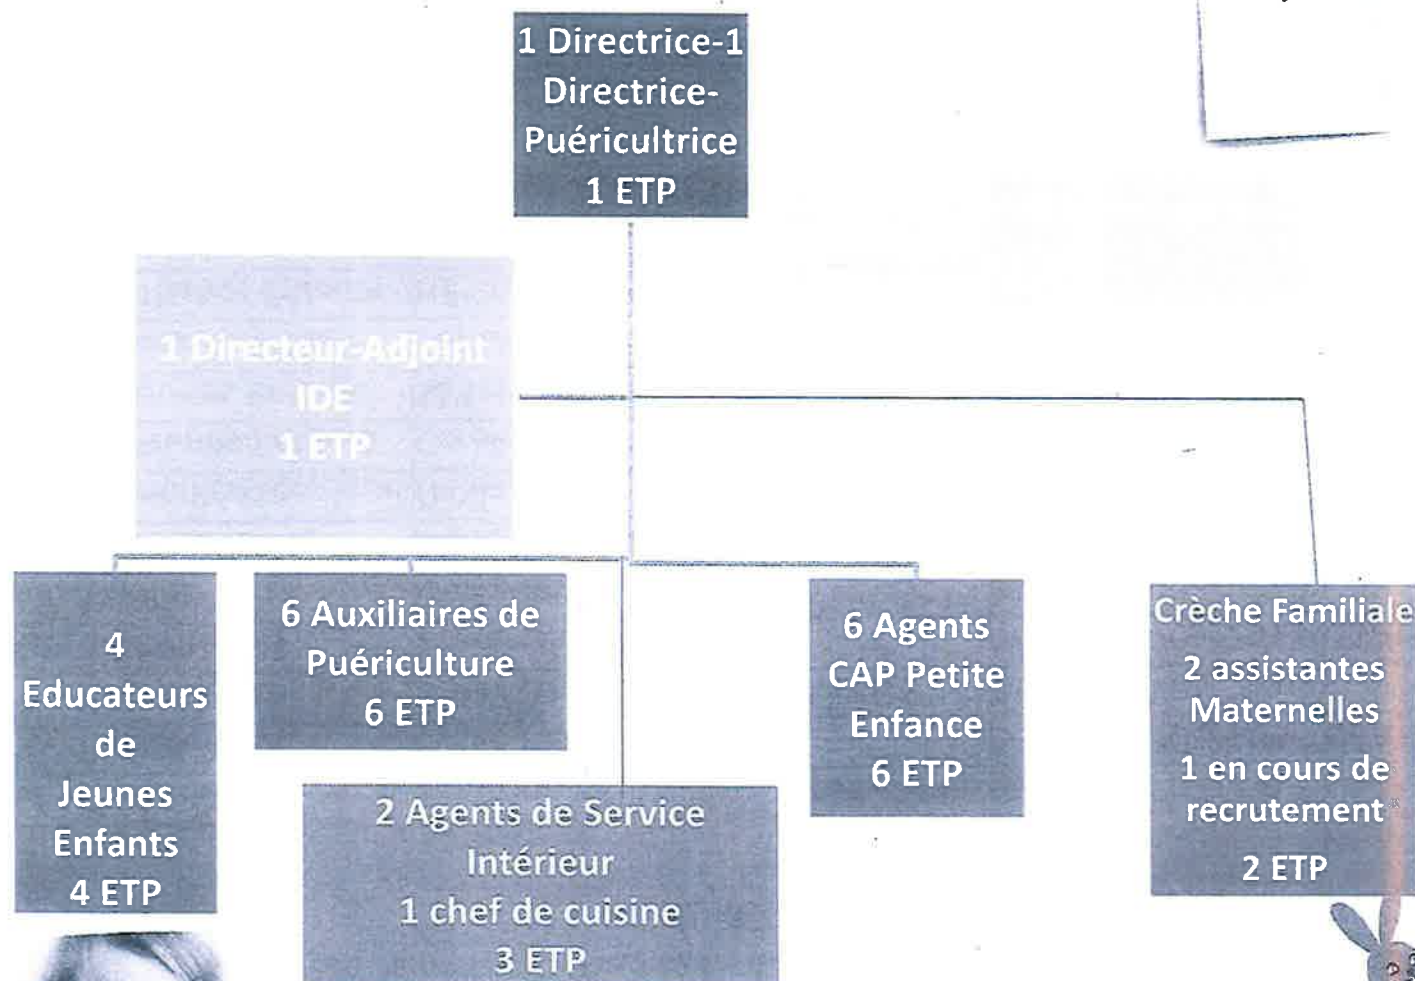 1 Directrice-1
Directrice-
Puéricultrice
1 ETP
1 Directeur-Adjoint
IDE
1 ETP
4
Educateurs
de
Jeunes
Enfants
4 ETP
6 Auxiliaires de
Puériculture
6 ETP
2 Agents de Service
Intérieur
1 chef de cuisine
3 ETP
6 Agents
CAP Petite
Enfance
6 ETP
Crèche Familiale
2 assistantes
Maternelles
1 en cours de
recrutement
2 ETP